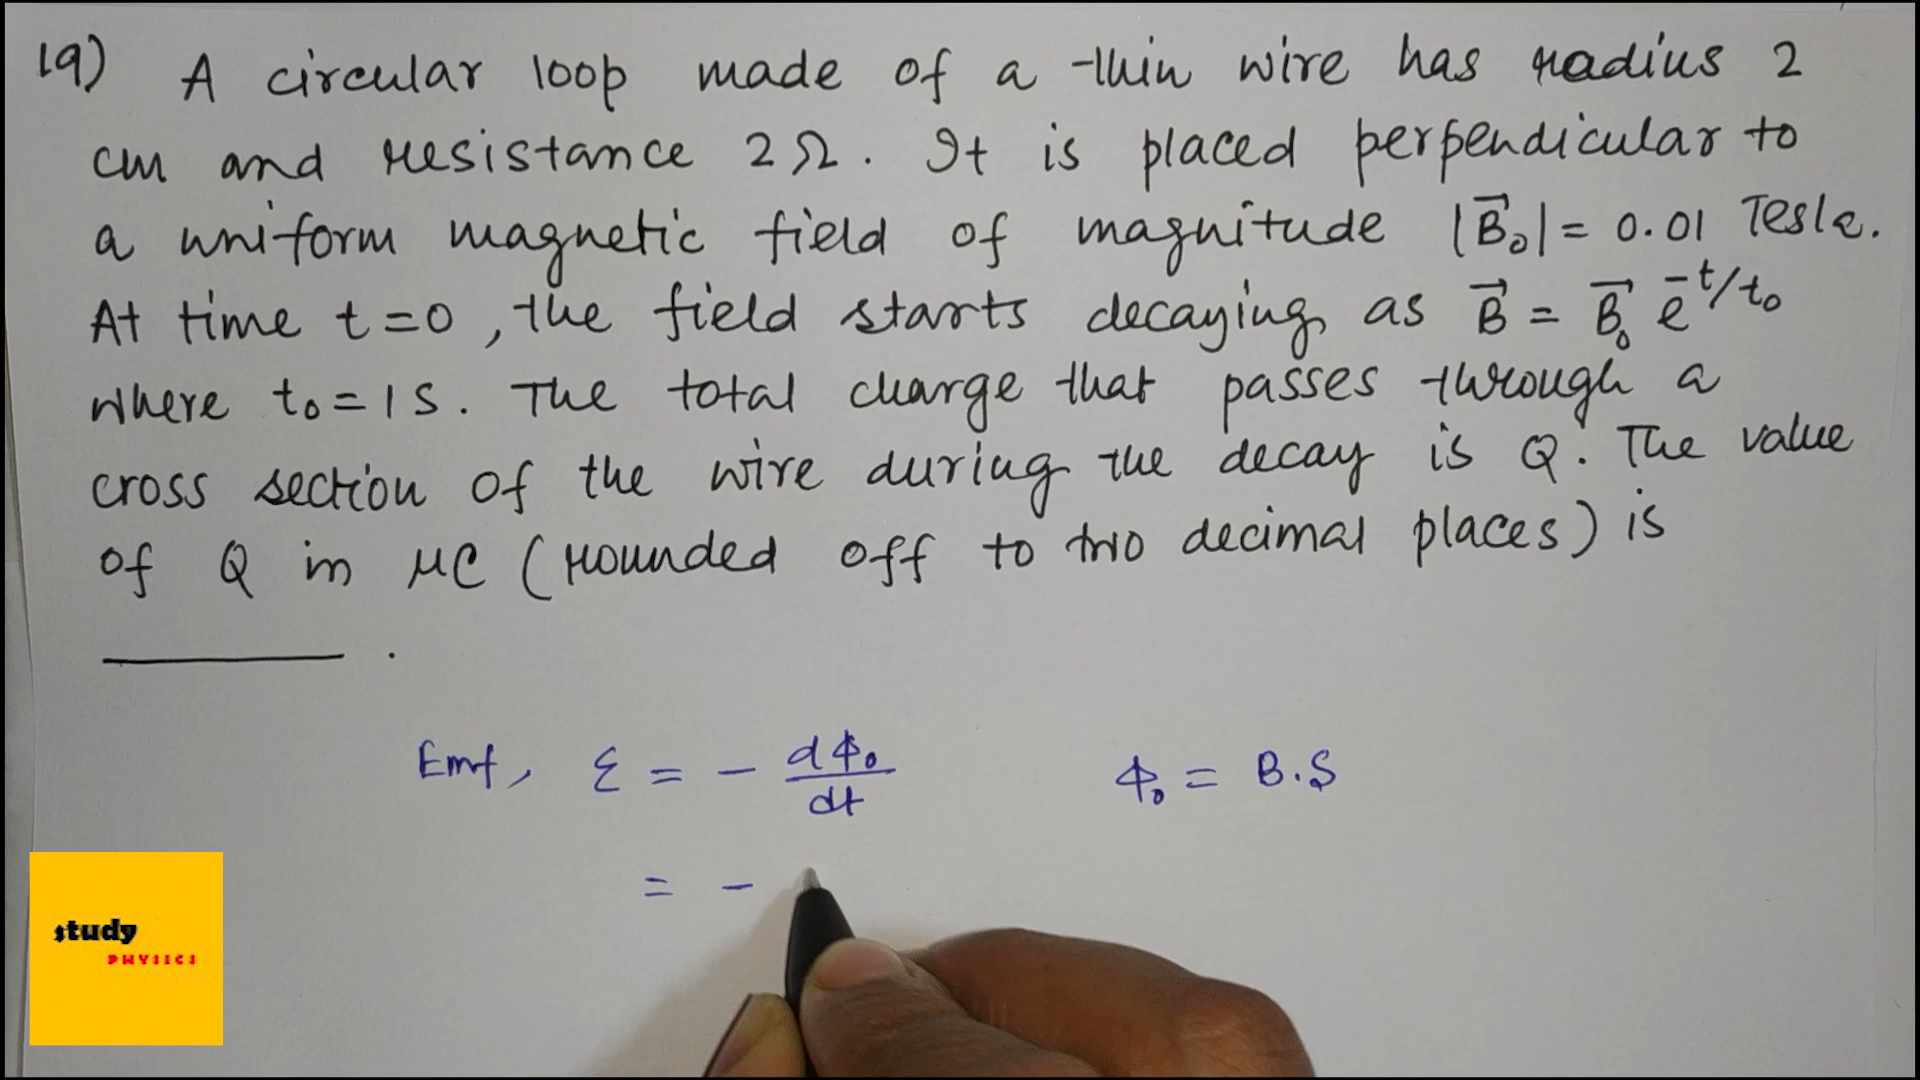 19) A circular loop made of a thin wire has radius 2
cm and resistance 2Ω. It is placed perpendicular to
a uniform magnetic field of magnitude |B⃗₀| = 0.01 Tesla.
At time t=0, the field starts decaying as B⃗ = B⃗₀ e^(-t/t₀)
where t₀=1s. The total charge that passes through a
cross section of the wire during the decay is Q. The value
of Q in μC (rounded off to two decimal places) is
________ .
Emf, ε = - dΦ₀/dt Φ₀ = B.S
= -
study
PHYSICS